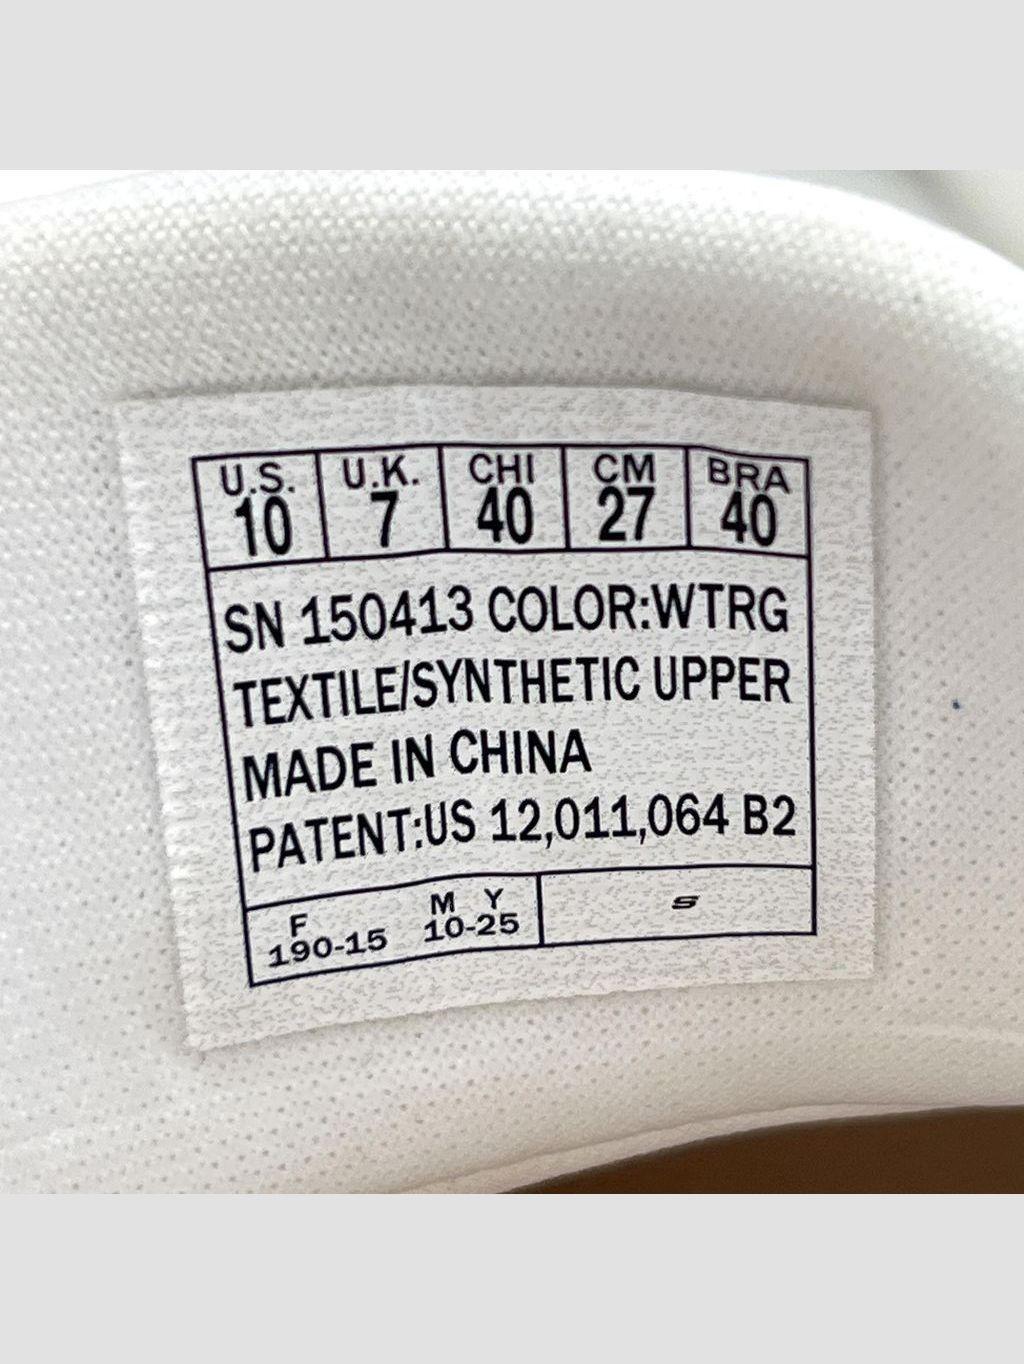 U.S. U.K. CHI CM BRA
10 7 40 27 40
SN 150413 COLOR:WTRG
TEXTILE/SYNTHETIC UPPER
MADE IN CHINA
PATENT:US 12,011,064 B2
F M Y
190-15 10-25
S